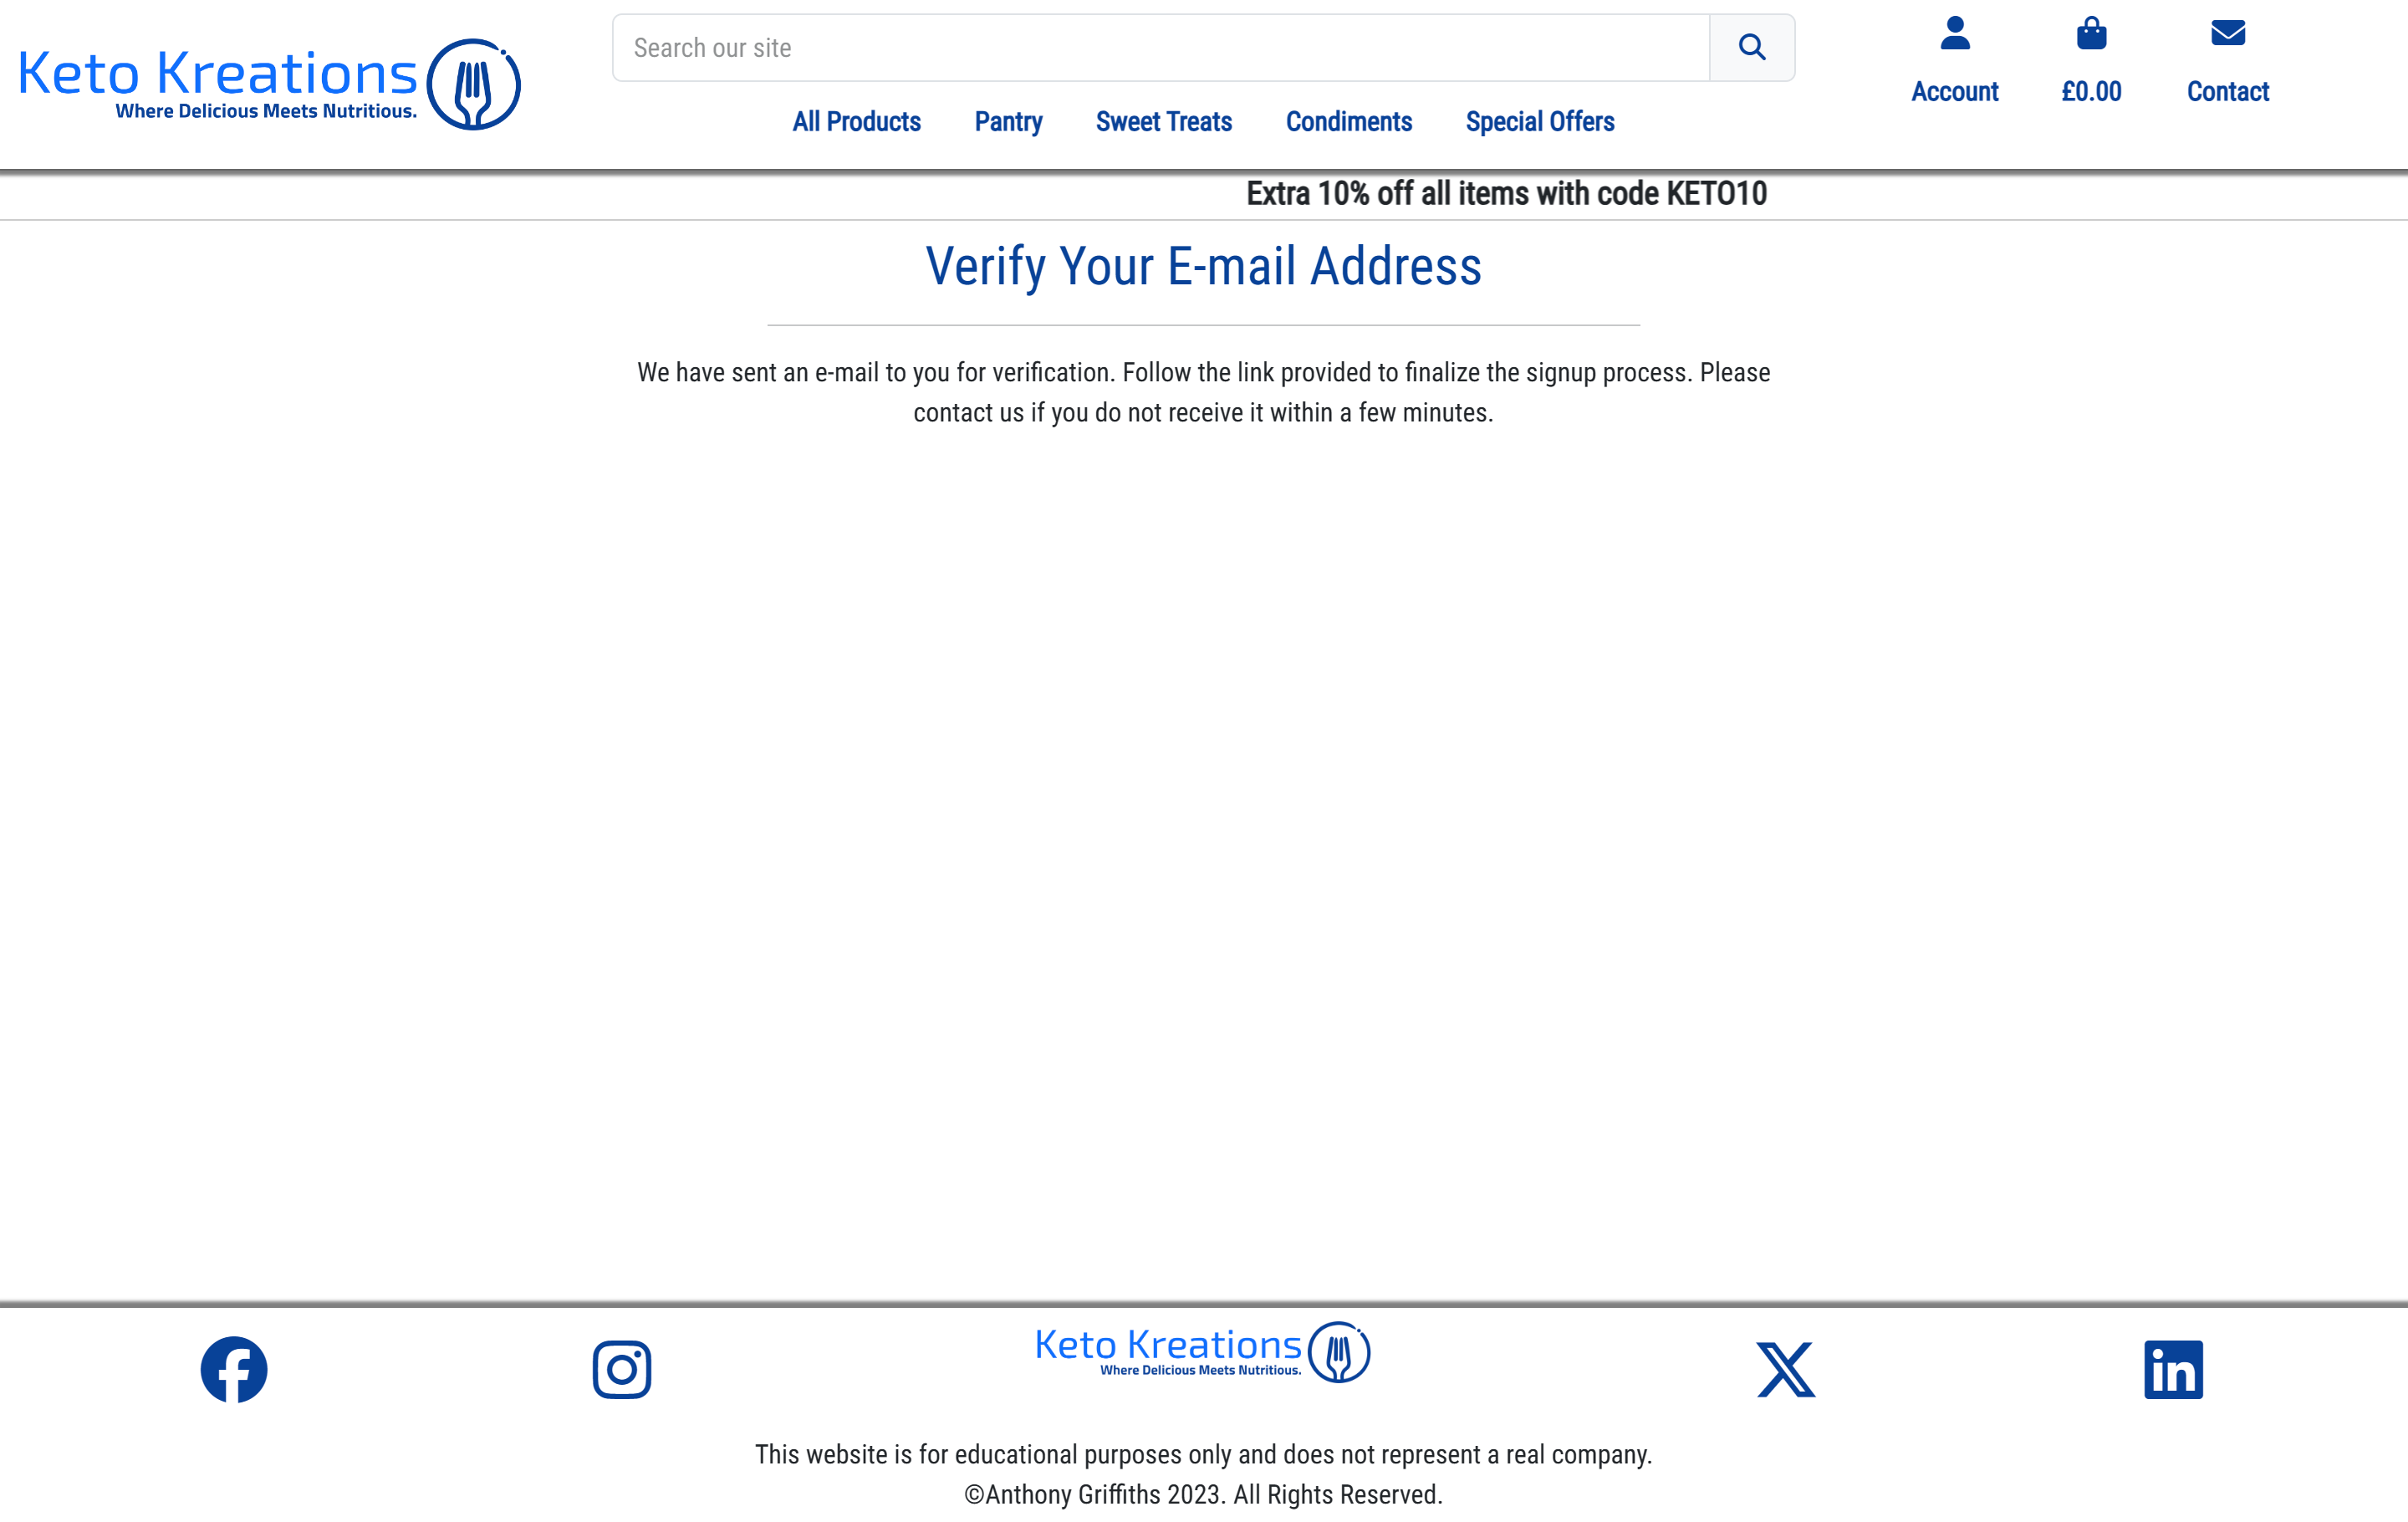 Keto Kreations
Where Delicious Meets Nutritious.
Search our site
All Products Pantry Sweet Treats Condiments Special Offers
Account £0.00 Contact
Extra 10% off all items with code KETO10
Verify Your E-mail Address
We have sent an e-mail to you for verification. Follow the link provided to finalize the signup process. Please
contact us if you do not receive it within a few minutes.
Keto Kreations
Where Delicious Meets Nutritious.
This website is for educational purposes only and does not represent a real company.
©Anthony Griffiths 2023. All Rights Reserved.